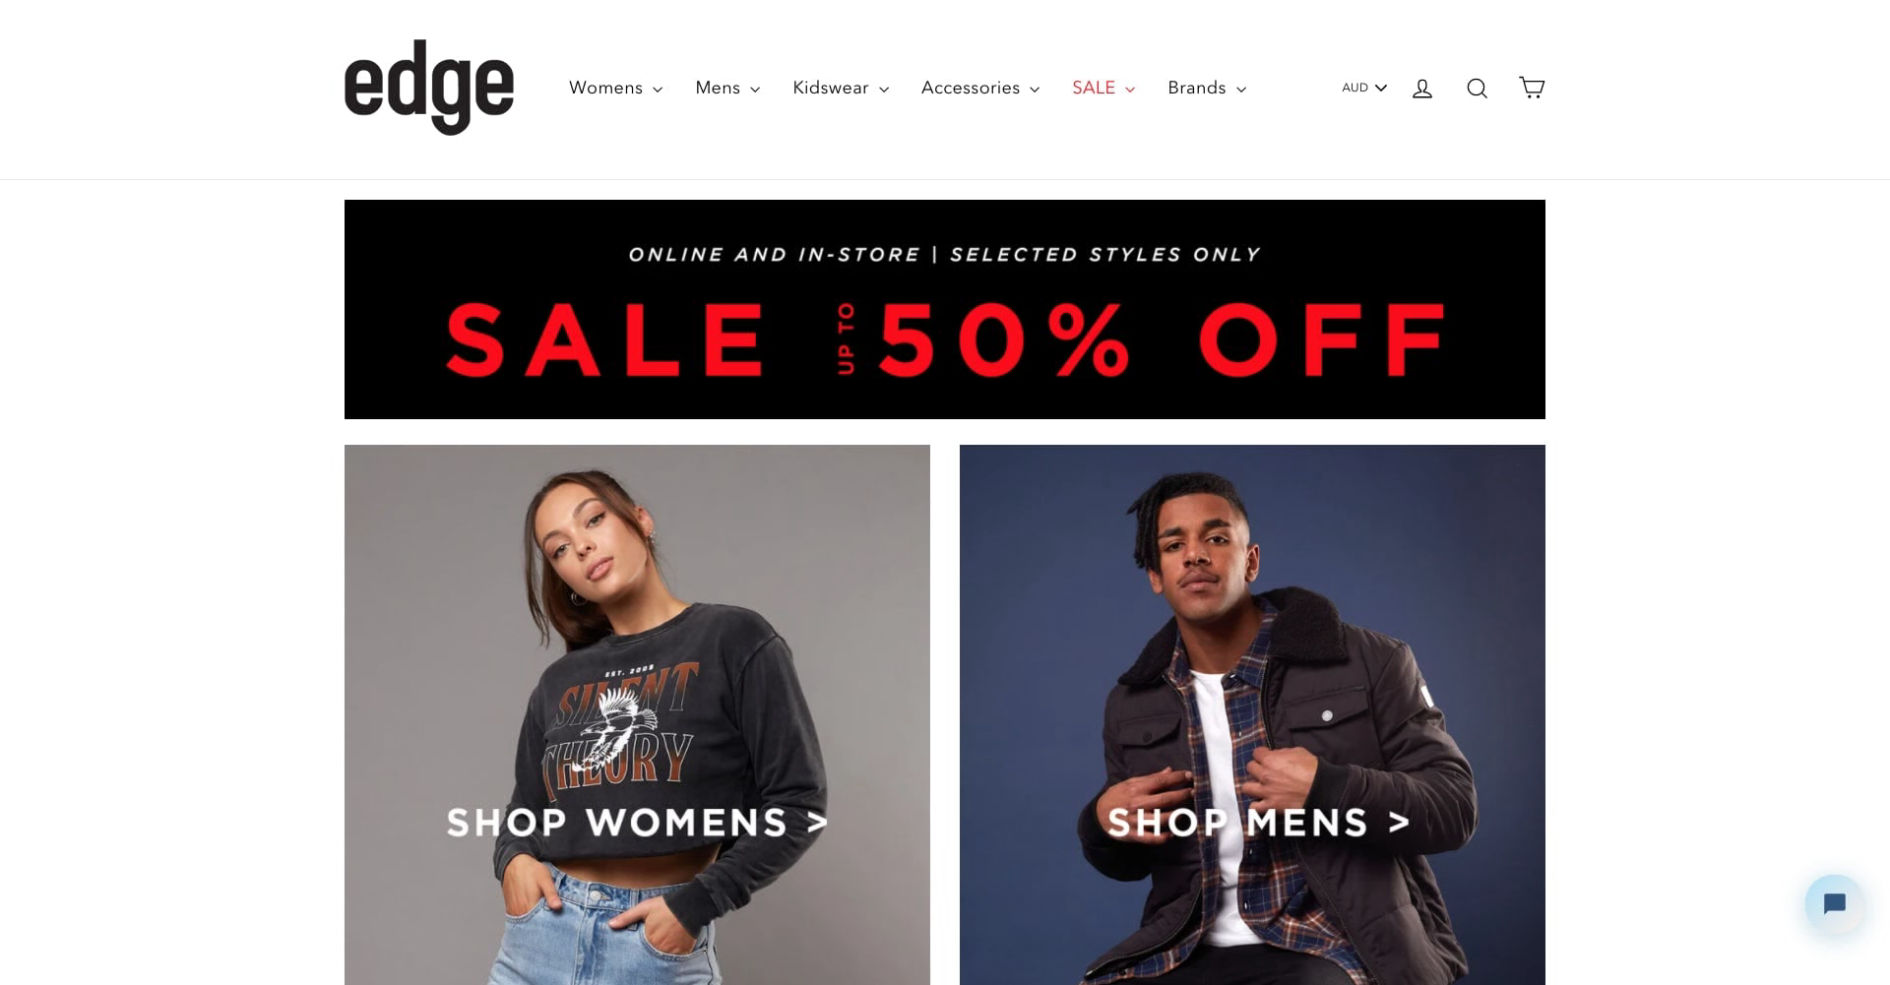 edge
Womens
Mens
Kidswear
Accessories
SALE
Brands
AUD
ONLINE AND IN-STORE | SELECTED STYLES ONLY
SALE UP TO 50% OFF
EST. 2008
SILENT
THEORY
SHOP WOMENS >
SHOP MENS >